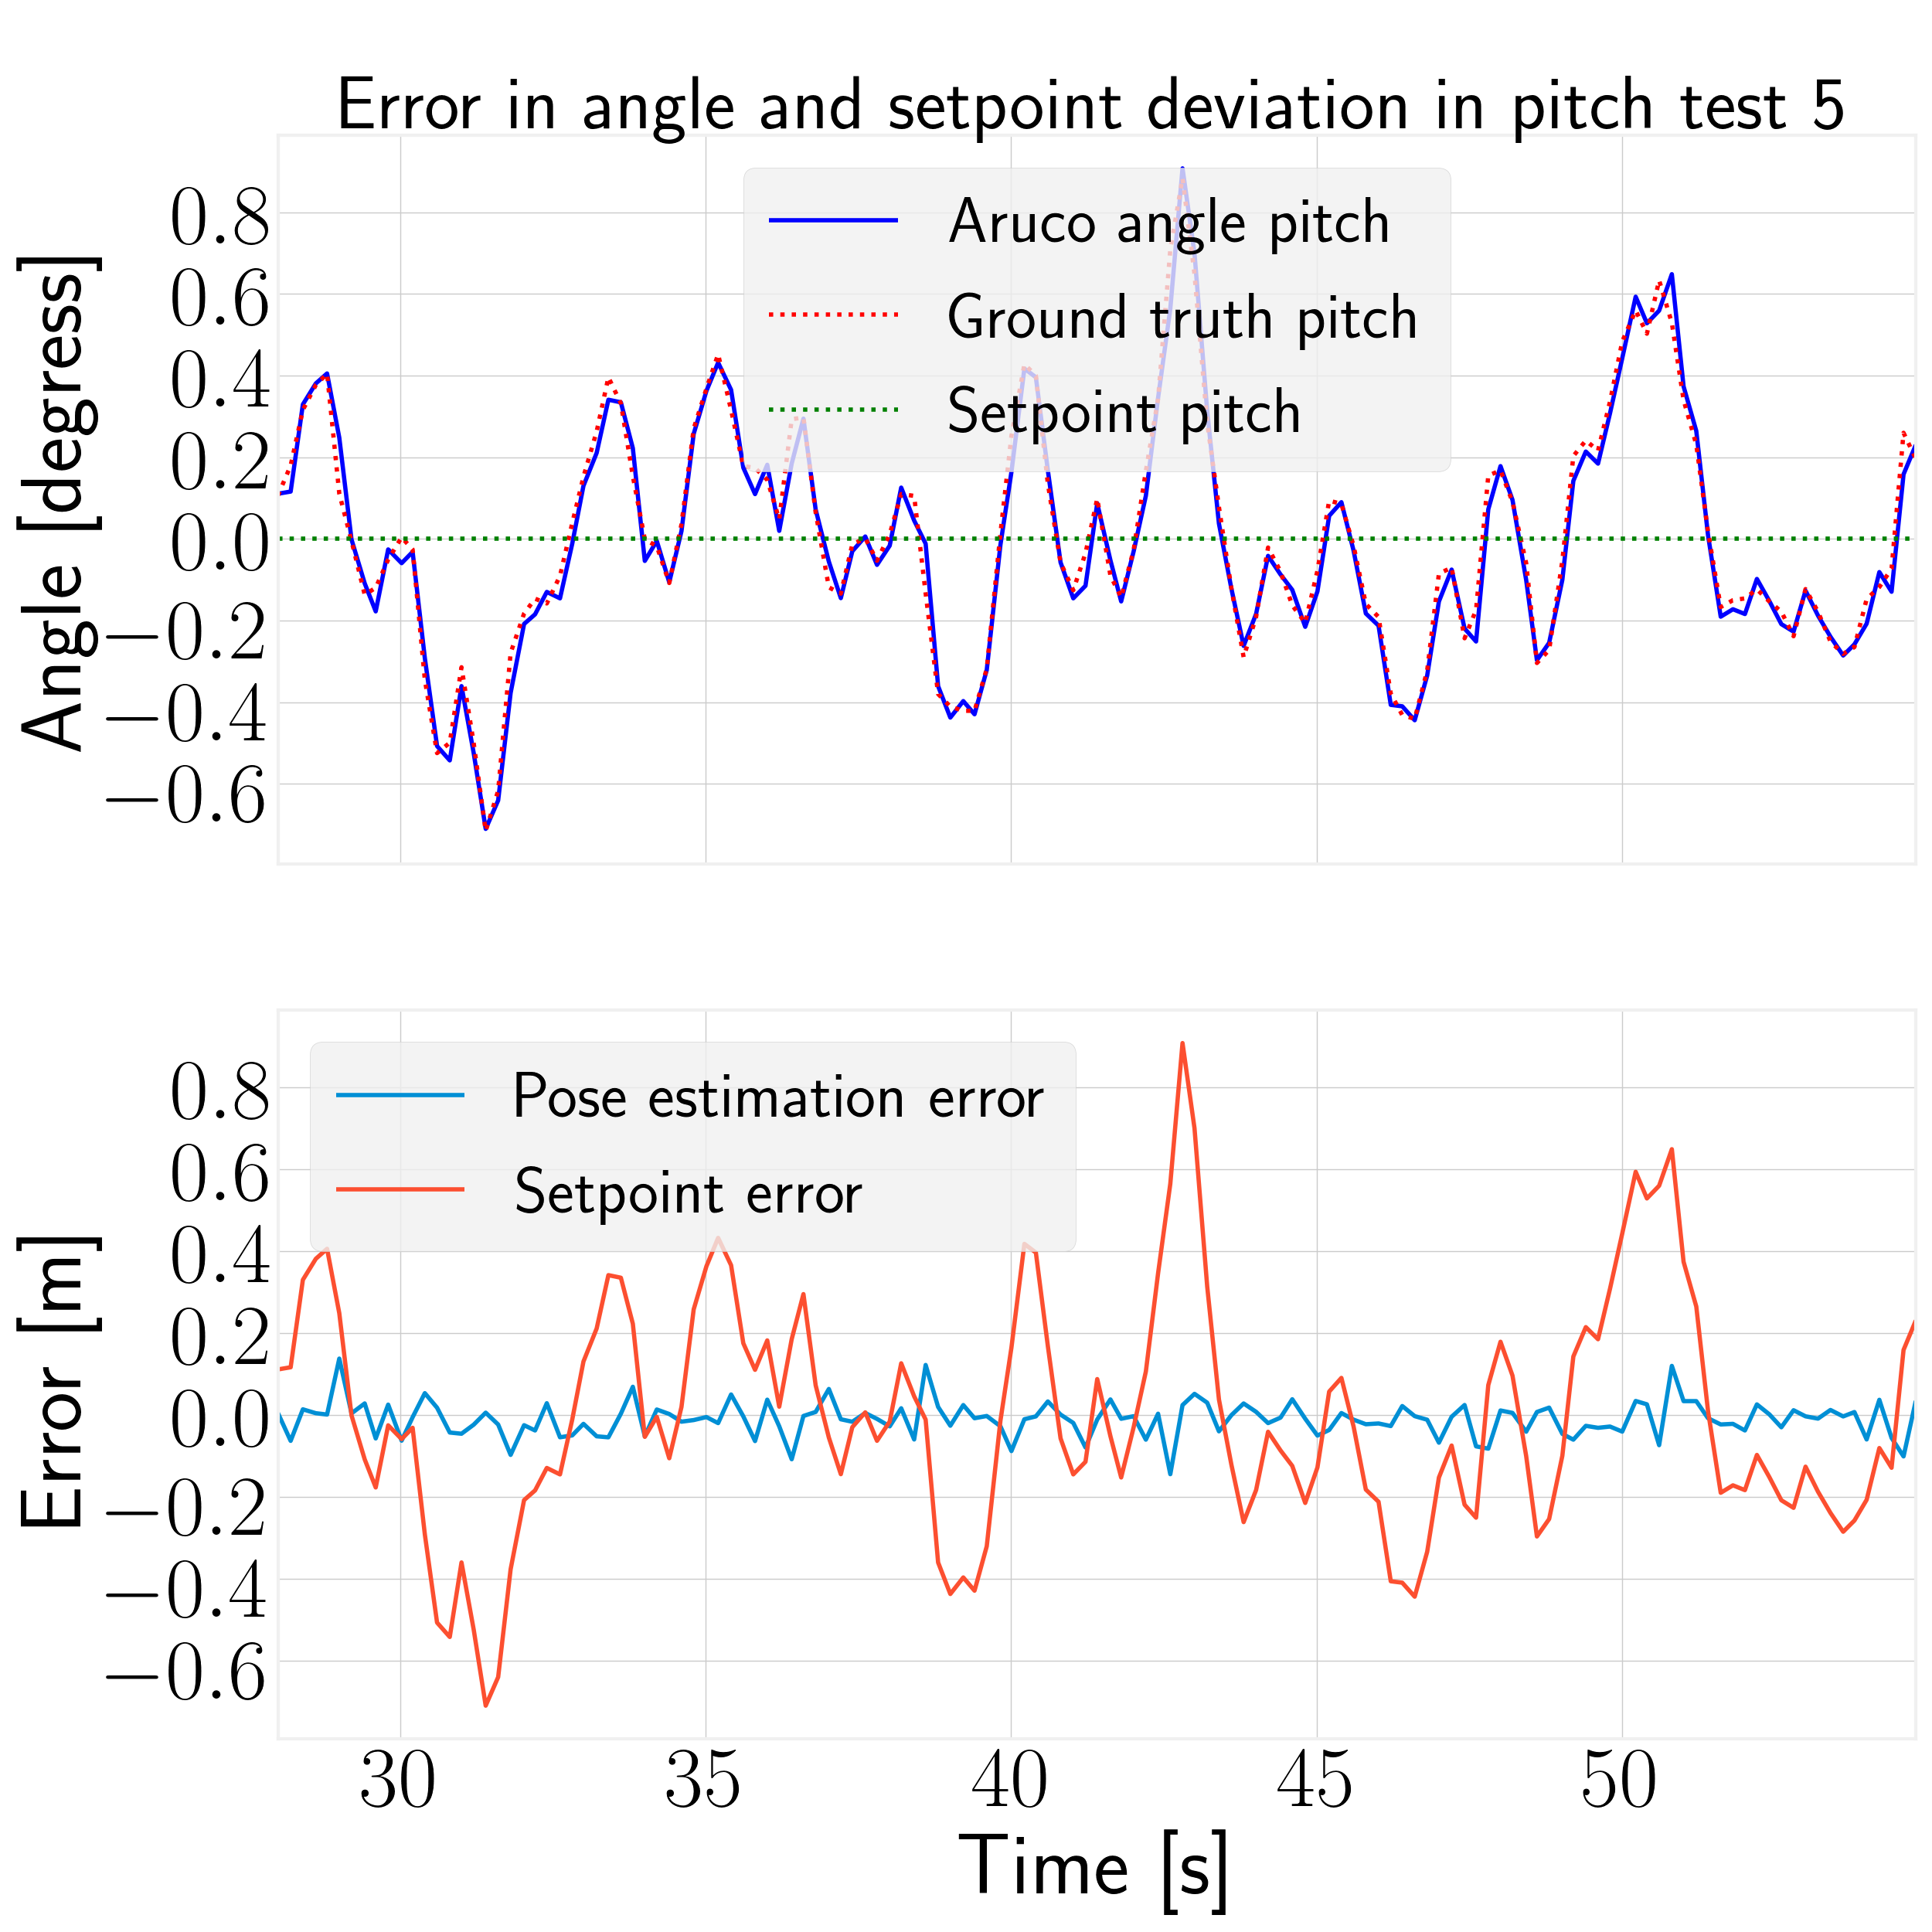 Error in angle and setpoint deviation in pitch test 5
Angle [degress]
0.8
0.6
0.4
0.2
0.0
−0.2
−0.4
−0.6
Aruco angle pitch
Ground truth pitch
Setpoint pitch
Error [m]
0.8
0.6
0.4
0.2
0.0
−0.2
−0.4
−0.6
Pose estimation error
Setpoint error
30 35 40 45 50
Time [s]